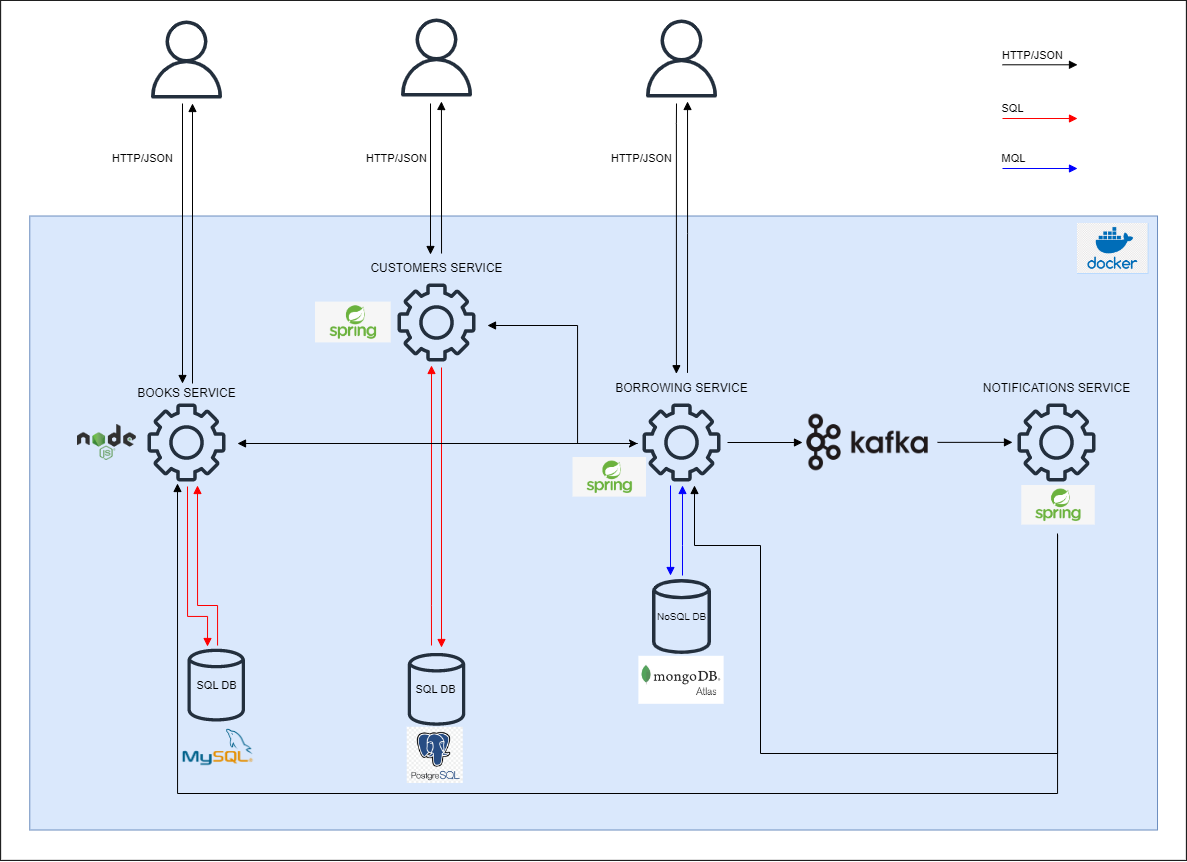 HTTP/JSON
SQL
HTTP/JSON
HTTP/JSON
HTTP/JSON
MQL
docker
CUSTOMERS SERVICE
spring
BOOKS SERVICE
BORROWING SERVICE
NOTIFICATIONS SERVICE
node
JS
kafka
spring
spring
NoSQL DB
mongoDB.
Atlas
SQL DB
SQL DB
MySQL
PostgreSQL